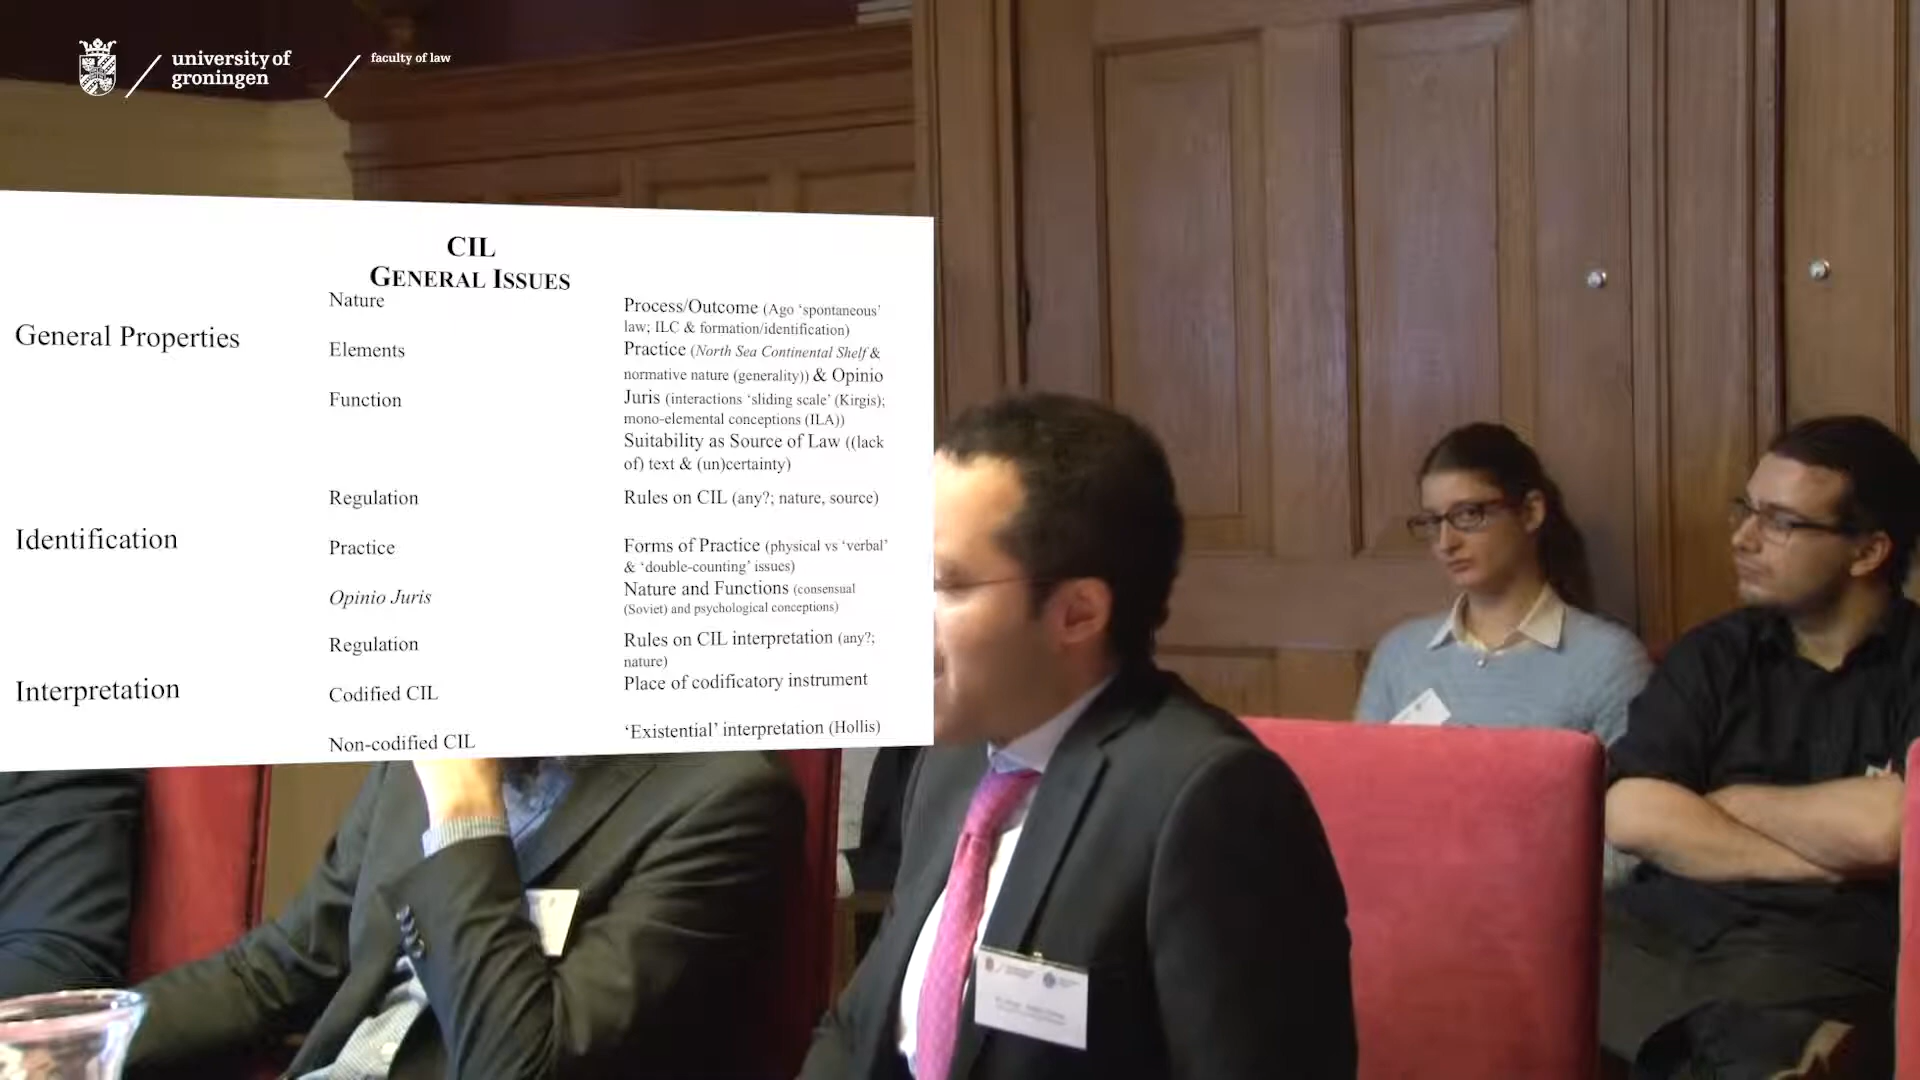 university of
groningen
faculty of law
CIL
GENERAL ISSUES
General Properties
Nature
Process/Outcome (Ago ‘spontaneous’
law; ILC & formation/identification)
Elements
Practice (North Sea Continental Shelf &
normative nature (generality)) & Opinio
Function
Juris (interactions ‘sliding scale’ (Kirgis);
mono-elemental conceptions (ILA))
Suitability as Source of Law ((lack
of) text & (un)certainty)
Identification
Regulation
Rules on CIL (any?; nature, source)
Practice
Forms of Practice (physical vs ‘verbal’
& ‘double-counting’ issues)
Opinio Juris
Nature and Functions (consensual
(Soviet) and psychological conceptions)
Interpretation
Regulation
Rules on CIL interpretation (any?;
nature)
Codified CIL
Place of codificatory instrument
Non-codified CIL
‘Existential’ interpretation (Hollis)